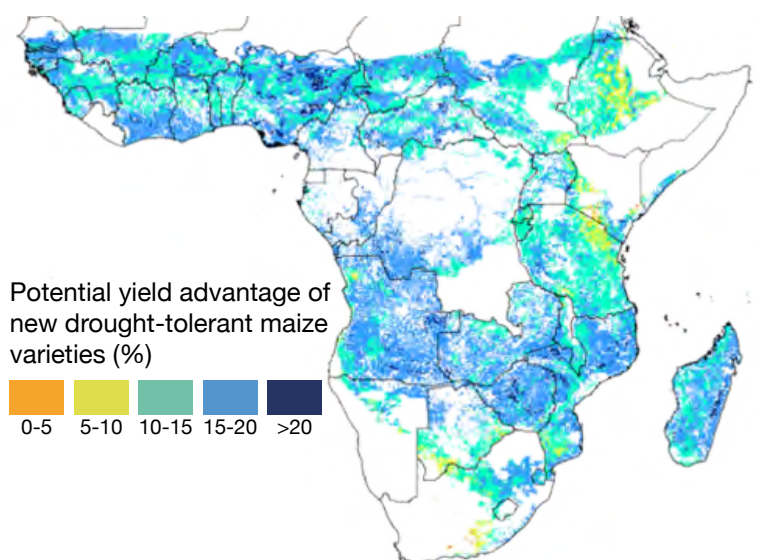 Potential yield advantage of
new drought-tolerant maize
varieties (%)
0-5 5-10 10-15 15-20 >20